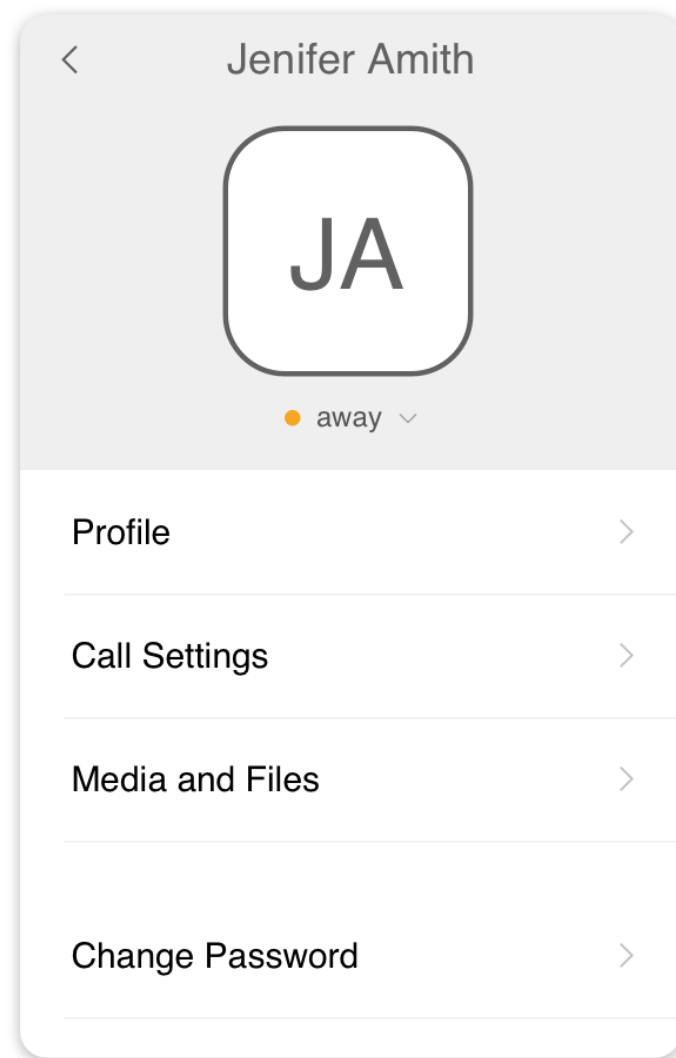 Jenifer Amith
JA
away
Profile
Call Settings
Media and Files
Change Password